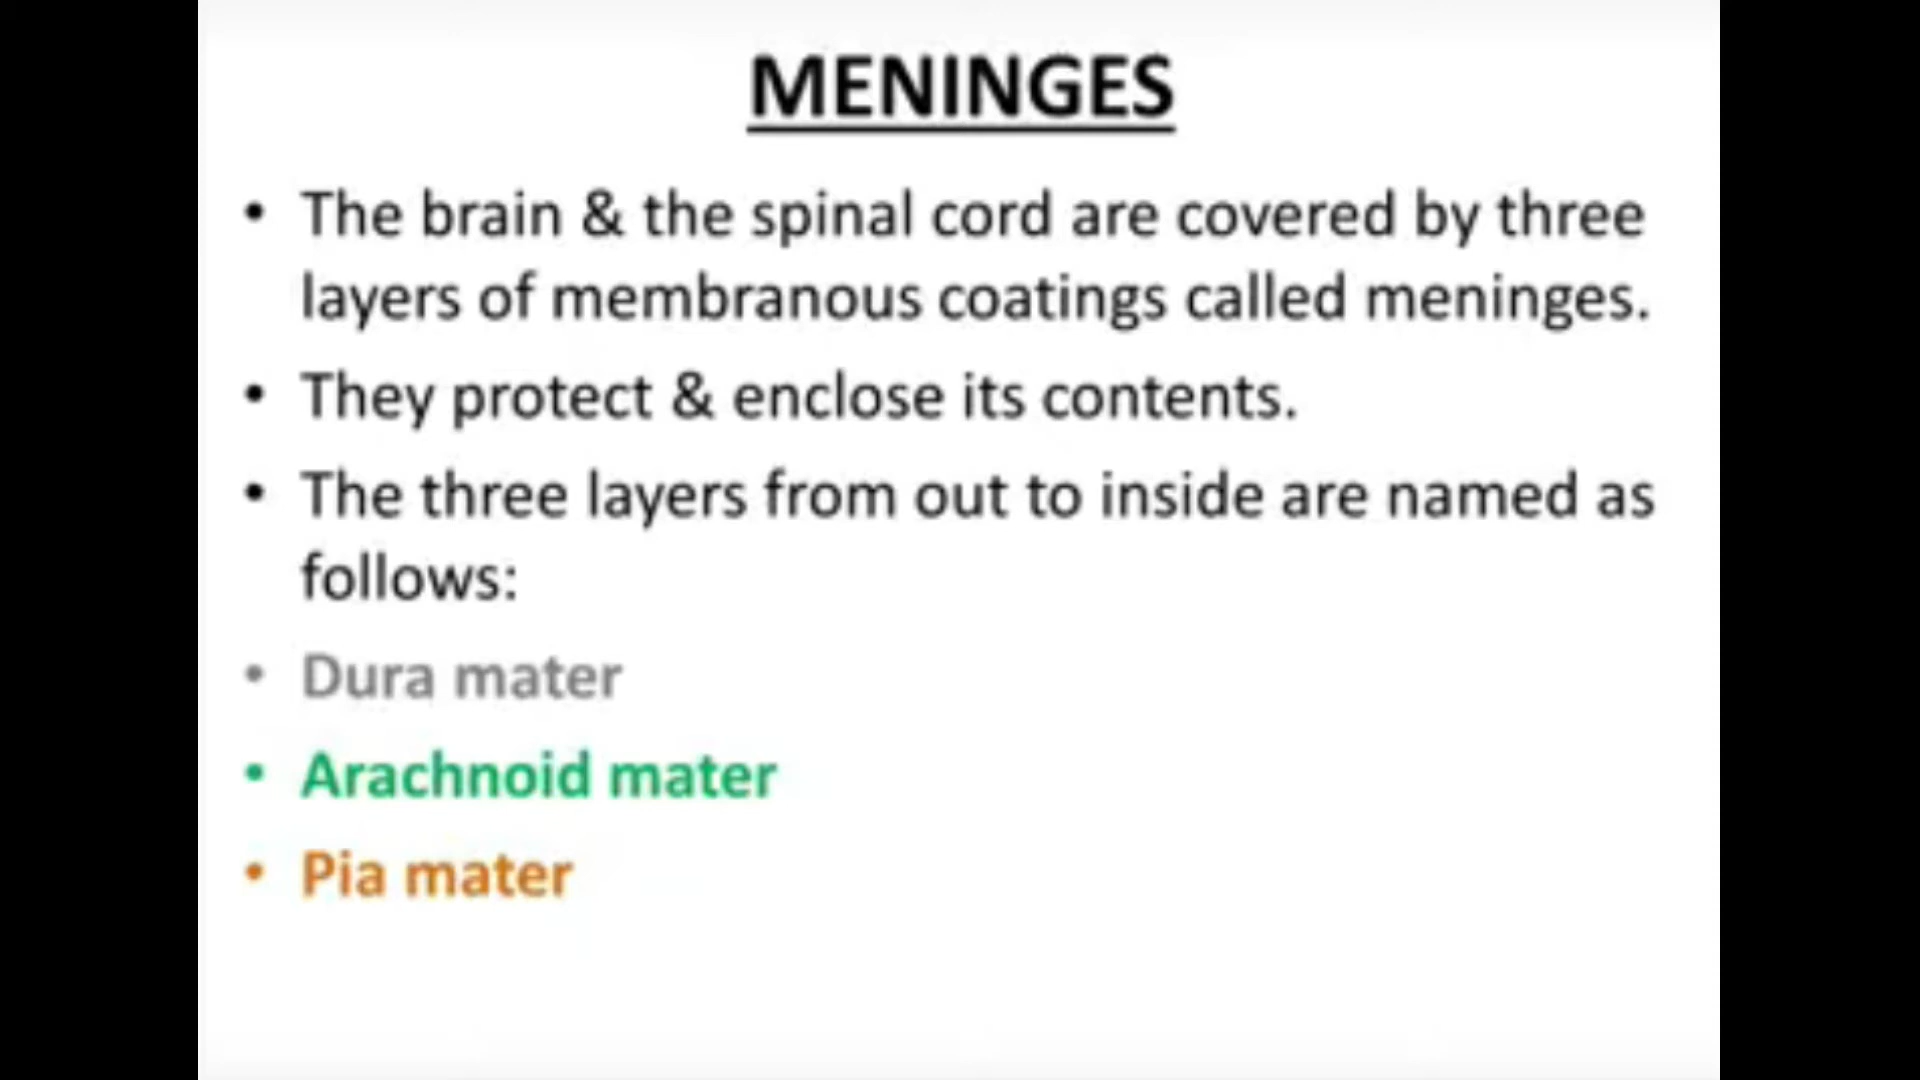 MENINGES
• The brain & the spinal cord are covered by three
layers of membranous coatings called meninges.
• They protect & enclose its contents.
• The three layers from out to inside are named as
follows:
• Dura mater
• Arachnoid mater
• Pia mater